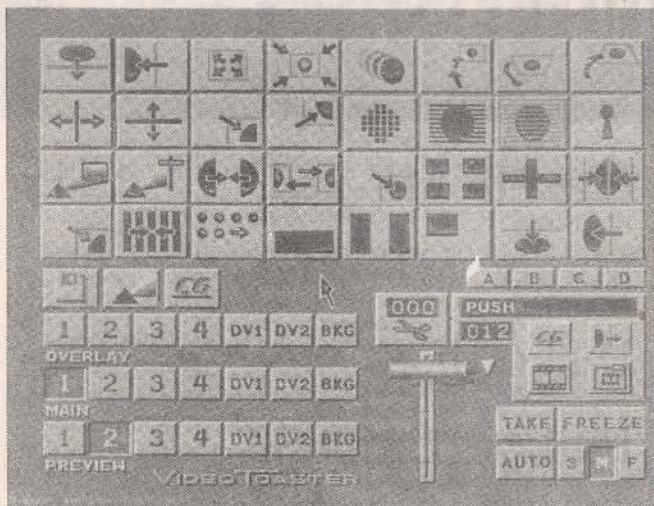 A B C D
CG
000 PUSH
1 2 3 4 DV1 DV2 BKG
012 CG
OVERLAY
1 2 3 4 DV1 DV2 BKG
MAIN
TAKE FREEZE
1 2 3 4 DV1 DV2 BKG
PREVIEW
AUTO S M F
VIDEOTOASTER